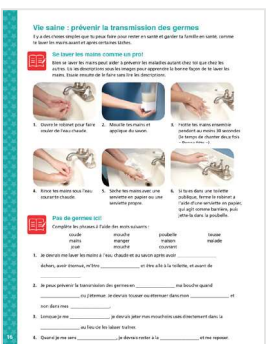 Vie saine : prévenir la transmission des germes
Il y a des choses simples que tu peux faire pour rester en santé et garder ta famille en santé, comme
te laver les mains avant et après certaines tâches.
Se laver les mains comme un pro!
Bien se laver les mains peut aider à prévenir les maladies autant chez toi que chez les
autres. Lis les descriptions sous les images pour apprendre la bonne façon de te laver les
mains. Essaie ensuite de le faire sans lire les descriptions.
1. Ouvre le robinet pour faire
couler de l'eau chaude.
2. Mouille tes mains et
applique du savon.
3. Frotte tes mains ensemble
pendant au moins 30 secondes
(le temps de chanter deux fois
4. Rince tes mains sous l'eau
courante chaude.
5. Sèche tes mains avec une
serviette en papier ou une
serviette propre.
6. Si tu es dans une toilette
publique, ferme le robinet à
l'aide d'une serviette en papier,
qui agit comme barrière, puis
jette-la dans la poubelle.
Pas de germes ici!
Complète les phrases à l'aide des mots suivants :
coude mouche poubelle tousse
mains manger maison malade
joué mouche couvrant
1. Je devrais me laver les mains à l'eau chaude et au savon après avoir
dehors, avoir éternué, m'être et être allé à la toilette, et avant de
2. Je peux prévenir la transmission des germes en ma bouche quand
ou j'éternue. Je devrais tousser ou éternuer dans mon et
non dans mes
3. Lorsque je me je devrais jeter mes mouchoirs usés directement dans la
au lieu de les laisser traîner.
4. Quand je me sens , je devrais rester à la et me reposer.
16